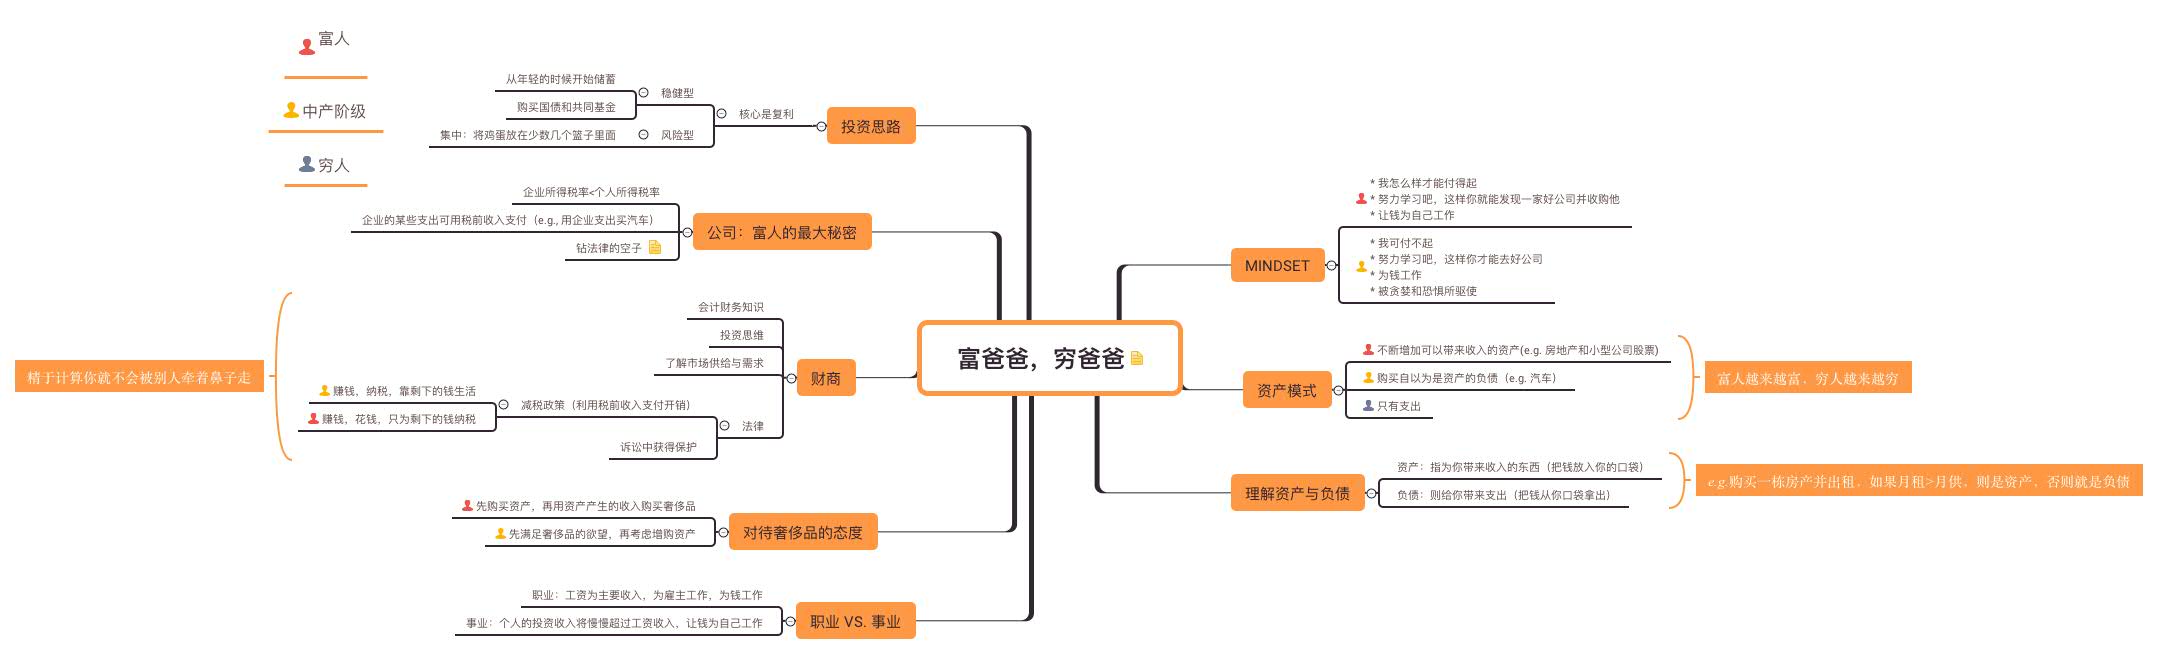 富人
中产阶级
穷人
富爸爸，穷爸爸
投资思路
核心是复利
稳健型
从年轻的时候开始储蓄
购买国债和共同基金
风险型
集中：将鸡蛋放在少数几个篮子里面
公司：富人的最大秘密
企业所得税率<个人所得税率
企业的某些支出可用税前收入支付（e.g., 用企业支出买汽车）
钻法律的空子
财商
会计财务知识
投资思维
了解市场供给与需求
法律
减税政策（利用税前收入支付开销）
赚钱，纳税，靠剩下的钱生活
赚钱，花钱，只为剩下的钱纳税
诉讼中获得保护
精于计算你就不会被别人牵着鼻子走
对待奢侈品的态度
先购买资产，再用资产产生的收入购买奢侈品
先满足奢侈品的欲望，再考虑增购资产
职业 VS. 事业
职业：工资为主要收入，为雇主工作，为钱工作
事业：个人的投资收入将慢慢超过工资收入，让钱为自己工作
MINDSET
* 我怎么样才能付得起
* 努力学习吧，这样你就能发现一家好公司并收购他
* 让钱为自己工作
* 我可付不起
* 努力学习吧，这样你才能去好公司
* 为钱工作
* 被贪婪和恐惧所驱使
资产模式
不断增加可以带来收入的资产(e.g. 房地产和小型公司股票)
购买自以为是资产的负债（e.g. 汽车）
只有支出
富人越来越富，穷人越来越穷
理解资产与负债
资产：指为你带来收入的东西（把钱放入你的口袋）
负债：则给你带来支出（把钱从你口袋拿出）
e.g.购买一栋房产并出租，如果月租>月供，则是资产，否则就是负债